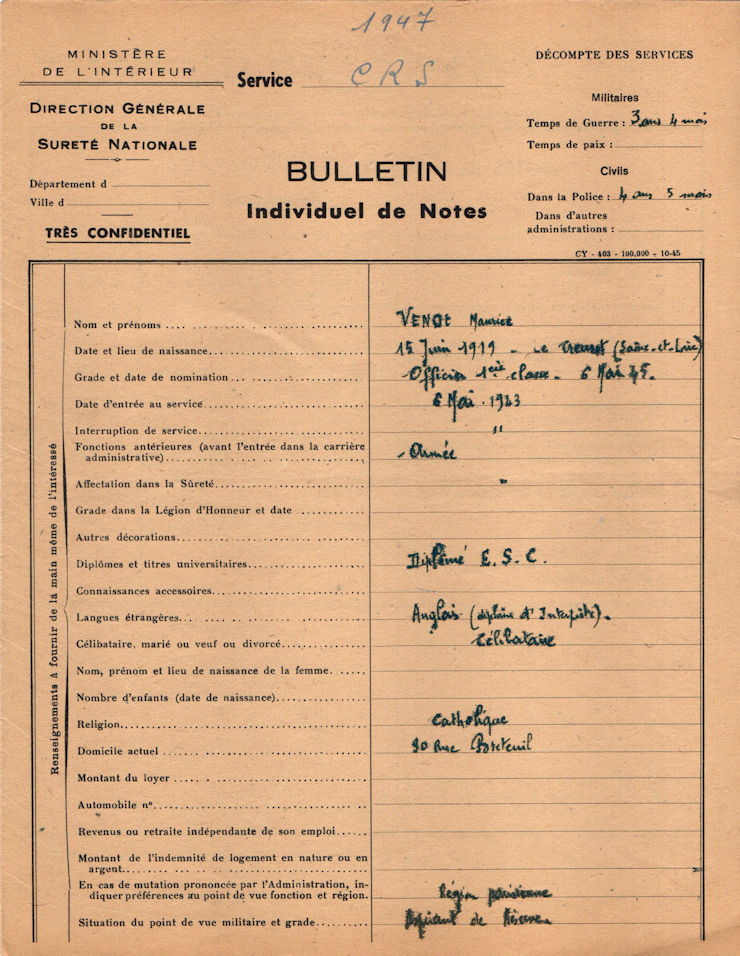 1947
MINISTÈRE
DE L'INTÉRIEUR
DIRECTION GÉNÉRALE
DE LA
SURETÉ NATIONALE
Département d
Ville d
TRÈS CONFIDENTIEL
Service CRS
BULLETIN
Individuel de Notes
DÉCOMPTE DES SERVICES
Militaires
Temps de Guerre : 3 ans 4 mois
Temps de paix :
Civils
Dans la Police : 4 ans 5 mois
Dans d'autres
administrations :
CY - 403 - 100.000 - 10-45
Renseignements à fournir de la main même de l'intéressé
Nom et prénoms .... VENOT Maurice
Date et lieu de naissance.... 15 Juin 1919 - Le Creusot (Saône-et-Loire)
Grade et date de nomination .... Officier 1ère classe - 6 Mai 45.
Date d'entrée au service.... 6 Mai . 1943
Interruption de service.... "
Fonctions antérieures (avant l'entrée dans la carrière
administrative).... - Armée
Affectation dans la Sûreté.... "
Grade dans la Légion d'Honneur et date ....
Autres décorations....
Diplômes et titres universitaires.... Diplômé E. S. C.
Connaissances accessoires....
Langues étrangères.... Anglais (diplôme d'Interprète).
Célibataire, marié ou veuf ou divorcé.... Célibataire
Nom, prénom et lieu de naissance de la femme....
Nombre d'enfants (date de naissance)....
Religion.... Catholique
Domicile actuel .... 90 Rue Breteuil
Montant du loyer ....
Automobile n°....
Revenus ou retraite indépendante de son emploi....
Montant de l'indemnité de logement en nature ou en
argent....
En cas de mutation prononcée par l'Administration, in-
diquer préférences au point de vue fonction et région. Région parisienne
Situation du point de vue militaire et grade.... Aspirant de Réserve